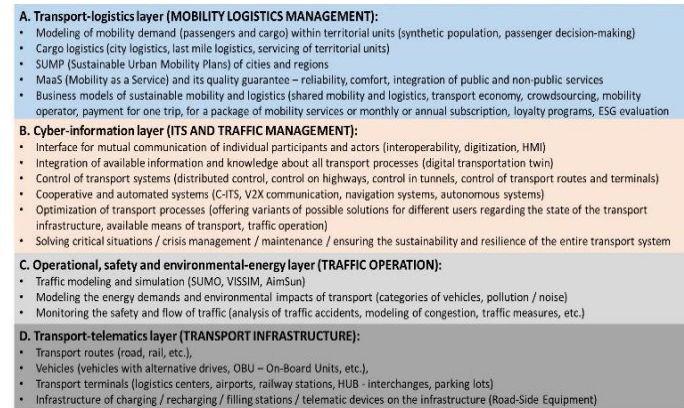 A. Transport-logistics layer (MOBILITY LOGISTICS MANAGEMENT):
• Modeling of mobility demand (passengers and cargo) within territorial units (synthetic population, passenger decision-making)
• Cargo logistics (city logistics, last mile logistics, servicing of territorial units)
• SUMP (Sustainable Urban Mobility Plans) of cities and regions
• MaaS (Mobility as a Service) and its quality guarantee – reliability, comfort, integration of public and non-public services
• Business models of sustainable mobility and logistics (shared mobility and logistics, transport economy, crowdsourcing, mobility
operator, payment for one trip, for a package of mobility services or monthly or annual subscription, loyalty programs, ESG evaluation
B. Cyber-information layer (ITS AND TRAFFIC MANAGEMENT):
• Interface for mutual communication of individual participants and actors (interoperability, digitization, HMI)
• Integration of available information and knowledge about all transport processes (digital transportation twin)
• Control of transport systems (distributed control, control on highways, control in tunnels, control of transport routes and terminals)
• Cooperative and automated systems (C-ITS, V2X communication, navigation systems, autonomous systems)
• Optimization of transport processes (offering variants of possible solutions for different users regarding the state of the transport
infrastructure, available means of transport, traffic operation)
• Solving critical situations / crisis management / maintenance / ensuring the sustainability and resilience of the entire transport system
C. Operational, safety and environmental-energy layer (TRAFFIC OPERATION):
• Traffic modeling and simulation (SUMO, VISSIM, AimSun)
• Modeling the energy demands and environmental impacts of transport (categories of vehicles, pollution / noise)
• Monitoring the safety and flow of traffic (analysis of traffic accidents, modeling of congestion, traffic measures, etc.)
D. Transport-telematics layer (TRANSPORT INFRASTRUCTURE):
• Transport routes (road, rail, etc.),
• Vehicles (vehicles with alternative drives, OBU – On-Board Units, etc.),
• Transport terminals (logistics centers, airports, railway stations, HUB - interchanges, parking lots)
• Infrastructure of charging / recharging / filling stations / telematic devices on the infrastructure (Road-Side Equipment)